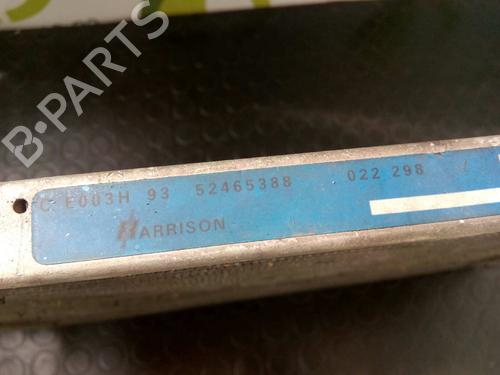 B-PARTS
C E003H 93 52465388 022 298 /
HARRISON